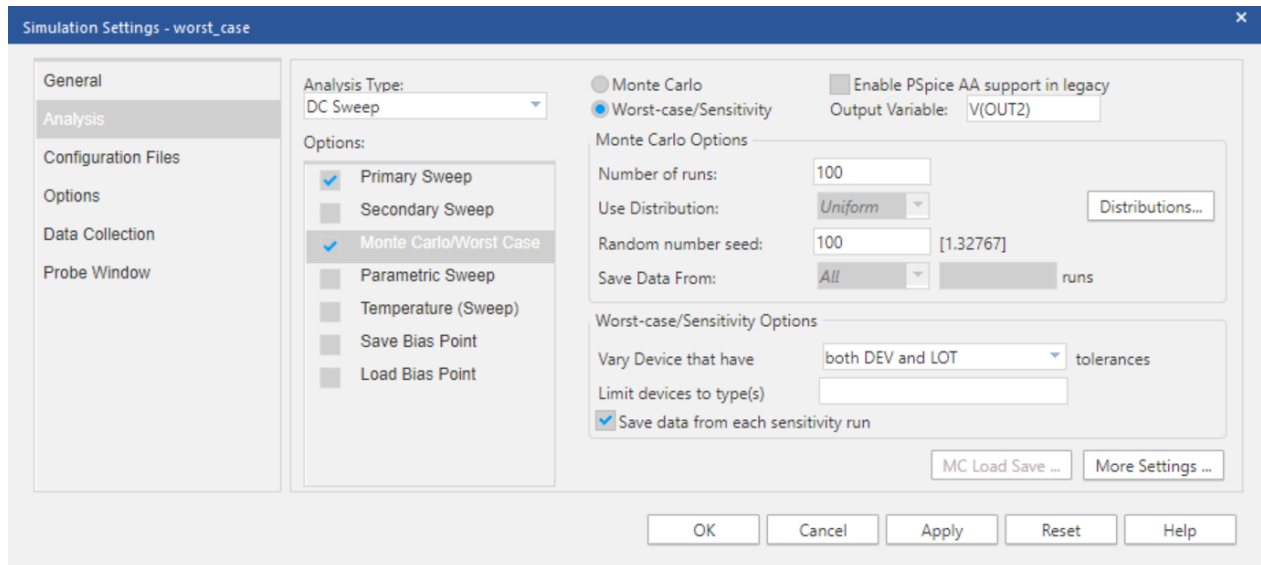 Simulation Settings - worst_case
×
General
Analysis
Configuration Files
Options
Data Collection
Probe Window
Analysis Type:
DC Sweep
Options:
Primary Sweep
Secondary Sweep
Monte Carlo/Worst Case
Parametric Sweep
Temperature (Sweep)
Save Bias Point
Load Bias Point
Monte Carlo
Enable PSpice AA support in legacy
Worst-case/Sensitivity
Output Variable: V(OUT2)
Monte Carlo Options
Number of runs: 100
Use Distribution: Uniform Distributions...
Random number seed: 100 [1.32767]
Save Data From: All runs
Worst-case/Sensitivity Options
Vary Device that have both DEV and LOT tolerances
Limit devices to type(s)
Save data from each sensitivity run
MC Load Save ... More Settings ...
OK Cancel Apply Reset Help